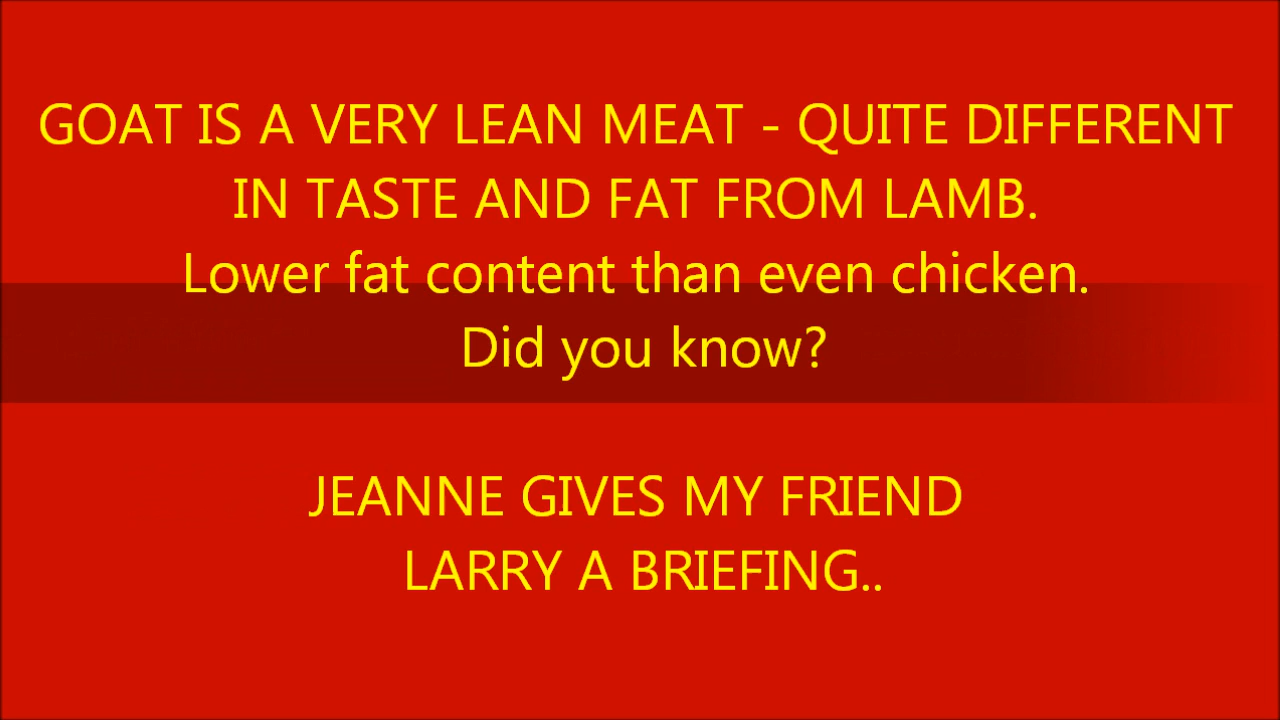 GOAT IS A VERY LEAN MEAT - QUITE DIFFERENT
IN TASTE AND FAT FROM LAMB.
Lower fat content than even chicken.
Did you know?
JEANNE GIVES MY FRIEND
LARRY A BRIEFING..